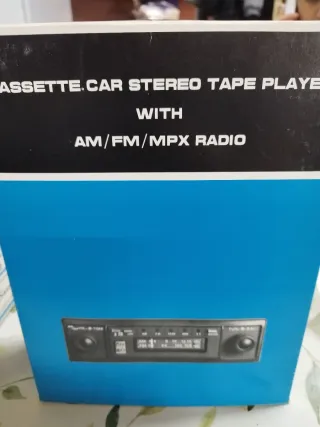 ASSETTE CAR STEREO TAPE PLAYE
WITH
AM/FM/MPX RADIO